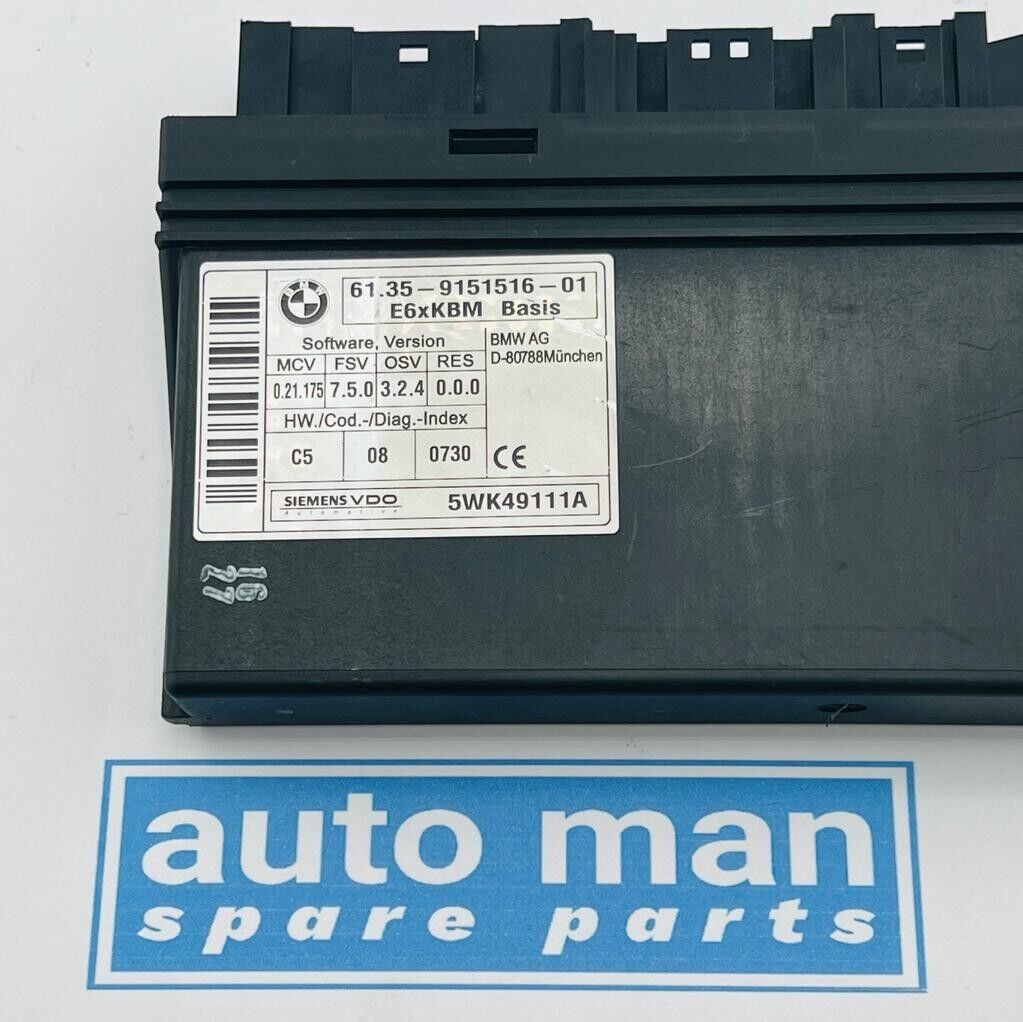 BMW
61.35-9151516-01
E6xKBM Basis
Software, Version
MCV FSV OSV RES
0.21.175 7.5.0 3.2.4 0.0.0
HW./Cod.-/Diag.-Index
C5 08 0730
BMW AG
D-80788München
CE
SIEMENS VDO
Automotive
5WK49111A
auto man
spare parts